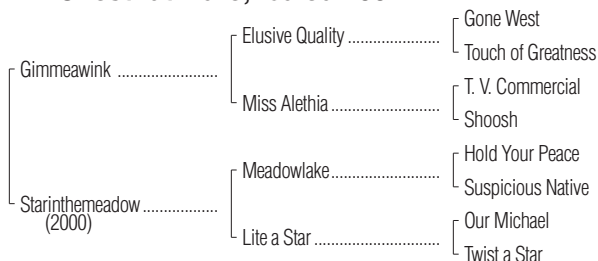 Gone West
Elusive Quality ........................
Touch of Greatness
Gimmeawink ........................
T. V. Commercial
Miss Alethia ............................
Shoosh
Hold Your Peace
Meadowlake............................
Suspicious Native
Starinthemeadow ..................
(2000)
Our Michael
Lite a Star ................................
Twist a Star